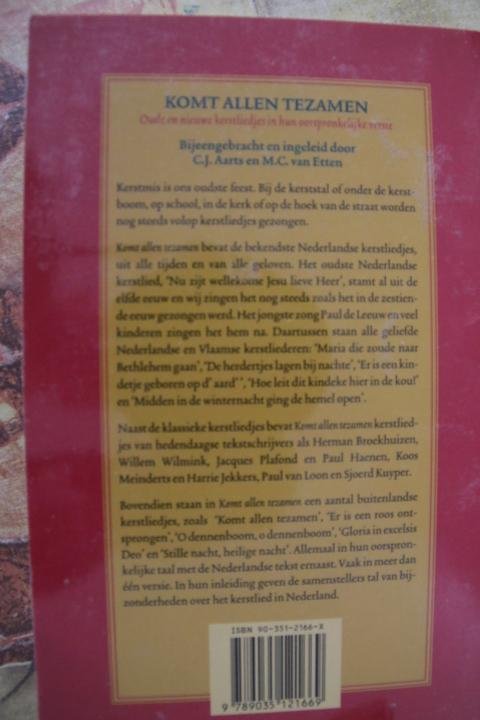 KOMT ALLEN TEZAMEN
Oude en nieuwe kerstliedjes in hun oorspronkelijke versie
Bijeengebracht en ingeleid door
C.J. Aarts en M.C. van Etten
Kerstmis is ons oudste feest. Bij de kerststal of onder de kerst-
boom, op school, in de kerk of op de hoek van de straat worden
nog steeds volop kerstliedjes gezongen.
Komt allen tezamen bevat de bekendste Nederlandse kerstliedjes,
uit alle tijden en van alle geloven. Het oudste Nederlandse
kerstlied, 'Nu zijt wellekome Jesu lieve Heer', stamt al uit de
elfde eeuw en wij zingen het nog steeds zoals het in de zestien-
de eeuw gezongen werd. Het jongste zong Paul de Leeuw en veel
kinderen zingen het hem na. Daartussen staan alle geliefde
Nederlandse en Vlaamse kerstliederen: 'Maria die zoude naar
Bethlehem gaan', 'De herdertjes lagen bij nachte', 'Er is een kin-
detje geboren op d' aard' ', 'Hoe leit dit kindeke hier in de kou!'
en 'Midden in de winternacht ging de hemel open'.
Naast de klassieke kerstliedjes bevat Komt allen tezamen kerstlied-
jes van hedendaagse tekstschrijvers als Herman Broekhuizen,
Willem Wilmink, Jacques Plafond en Paul Haenen, Koos
Meinderts en Harrie Jekkers, Paul van Loon en Sjoerd Kuyper.
Bovendien staan in Komt allen tezamen een aantal buitenlandse
kerstliedjes, zoals 'Komt allen tezamen', 'Er is een roos ont-
sprongen', 'O dennenboom, o dennenboom', 'Gloria in excelsis
Deo' en 'Stille nacht, heilige nacht'. Allemaal in hun oorspron-
kelijke taal met de Nederlandse tekst ernaast. Vaak in meer dan
één versie. In hun inleiding geven de samenstellers tal van bij-
zonderheden over het kerstlied in Nederland.
ISBN 90-351-2166-X
9 789035 121669